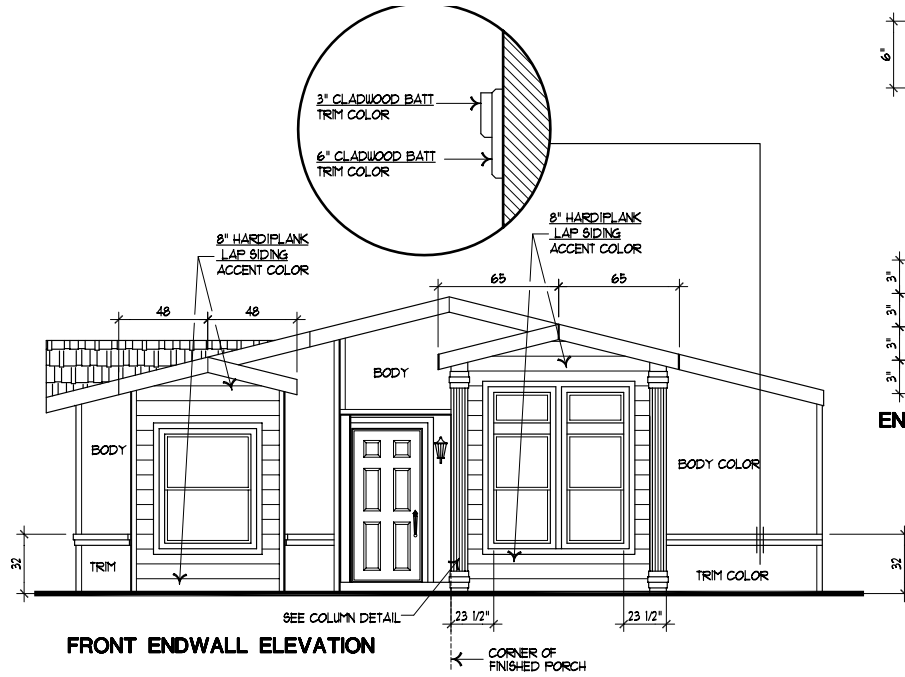 6"
3" CLADWOOD BATT
TRIM COLOR
6" CLADWOOD BATT
TRIM COLOR
8" HARDIPLANK
LAP SIDING
ACCENT COLOR
8" HARDIPLANK
LAP SIDING
ACCENT COLOR
65
65
48
48
3"
3"
3"
3"
BODY
EN
BODY
BODY COLOR
32
TRIM
TRIM COLOR
32
SEE COLUMN DETAIL
23 1/2"
23 1/2"
FRONT ENDWALL ELEVATION
CORNER OF
FINISHED PORCH